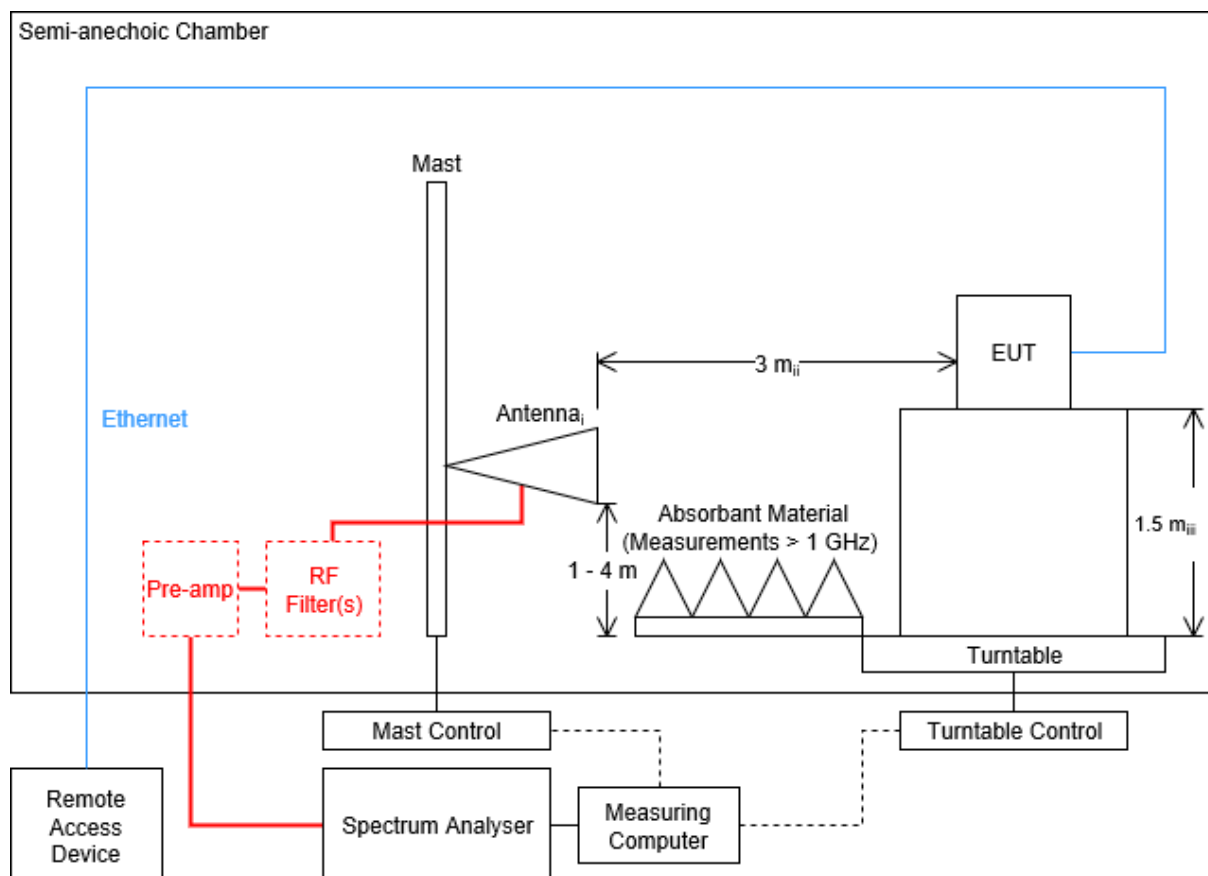 Semi-anechoic Chamber
Mast
EUT
3 mii
Antennai
Ethernet
Absorbant Material
(Measurements > 1 GHz)
1.5 miii
1 - 4 m
Pre-amp
RF
Filter(s)
Turntable
Mast Control
Turntable Control
Remote
Access
Device
Spectrum Analyser
Measuring
Computer